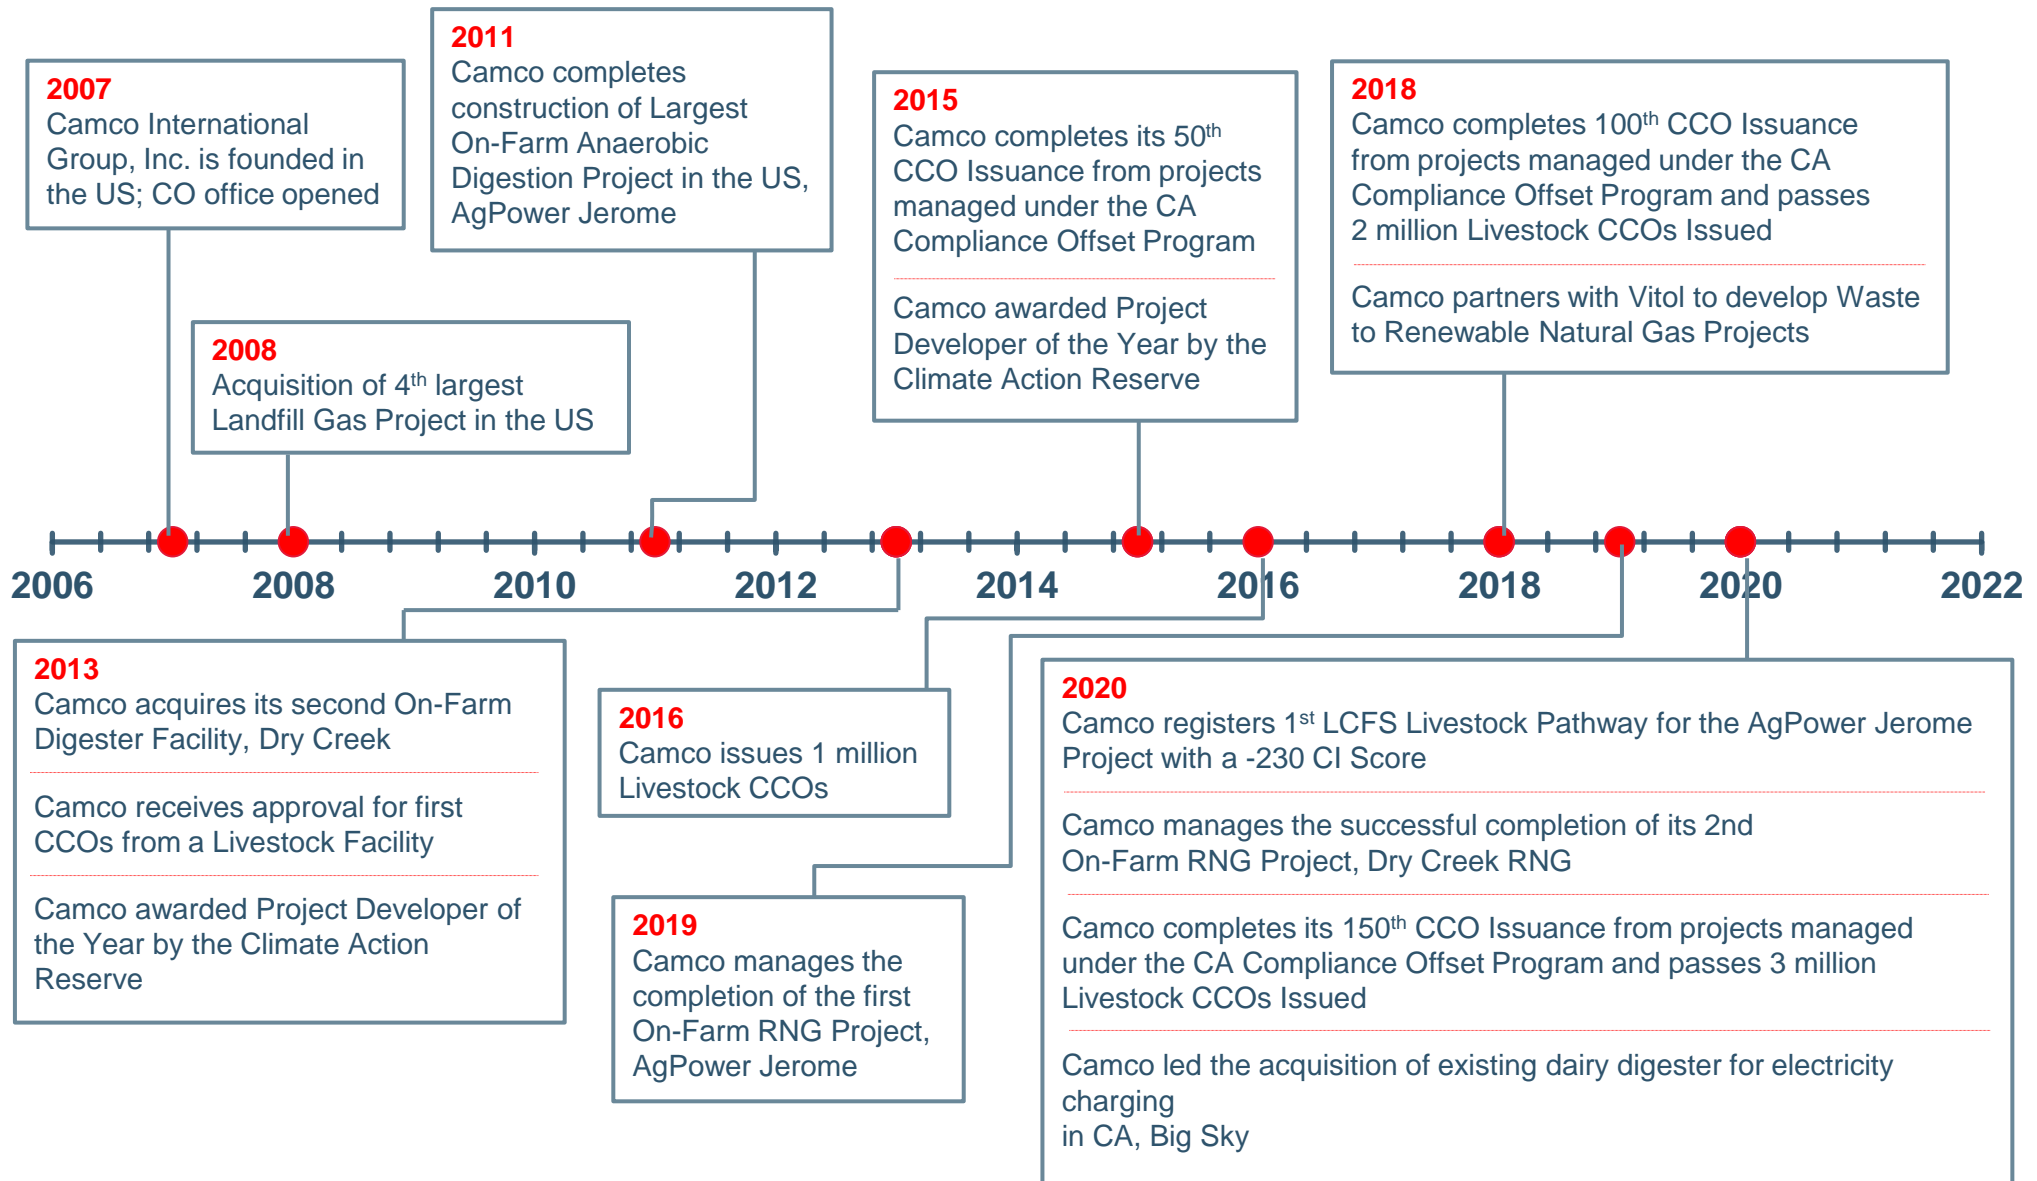 2007
Camco International
Group, Inc. is founded in
the US; CO office opened
2008
Acquisition of 4th largest
Landfill Gas Project in the US
2011
Camco completes
construction of Largest
On-Farm Anaerobic
Digestion Project in the US,
AgPower Jerome
2015
Camco completes its 50th
CCO Issuance from projects
managed under the CA
Compliance Offset Program
Camco awarded Project
Developer of the Year by the
Climate Action Reserve
2018
Camco completes 100th CCO Issuance
from projects managed under the CA
Compliance Offset Program and passes
2 million Livestock CCOs Issued
Camco partners with Vitol to develop Waste
to Renewable Natural Gas Projects
2006 2008 2010 2012 2014 2016 2018 2020 2022
2013
Camco acquires its second On-Farm
Digester Facility, Dry Creek
Camco receives approval for first
CCOs from a Livestock Facility
Camco awarded Project Developer of
the Year by the Climate Action
Reserve
2016
Camco issues 1 million
Livestock CCOs
2019
Camco manages the
completion of the first
On-Farm RNG Project,
AgPower Jerome
2020
Camco registers 1st LCFS Livestock Pathway for the AgPower Jerome
Project with a -230 CI Score
Camco manages the successful completion of its 2nd
On-Farm RNG Project, Dry Creek RNG
Camco completes its 150th CCO Issuance from projects managed
under the CA Compliance Offset Program and passes 3 million
Livestock CCOs Issued
Camco led the acquisition of existing dairy digester for electricity
charging
in CA, Big Sky